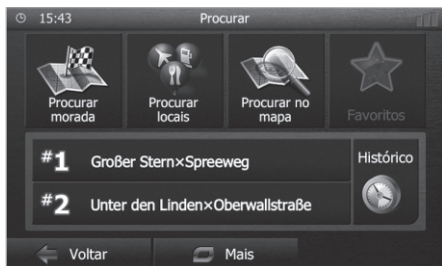 15:43 Procurar
Procurar morada
Procurar locais
Procurar no mapa
Favoritos
#1 Großer Stern×Spreeweg
Histórico
#2 Unter den Linden×Oberwallstraße
Voltar
Mais